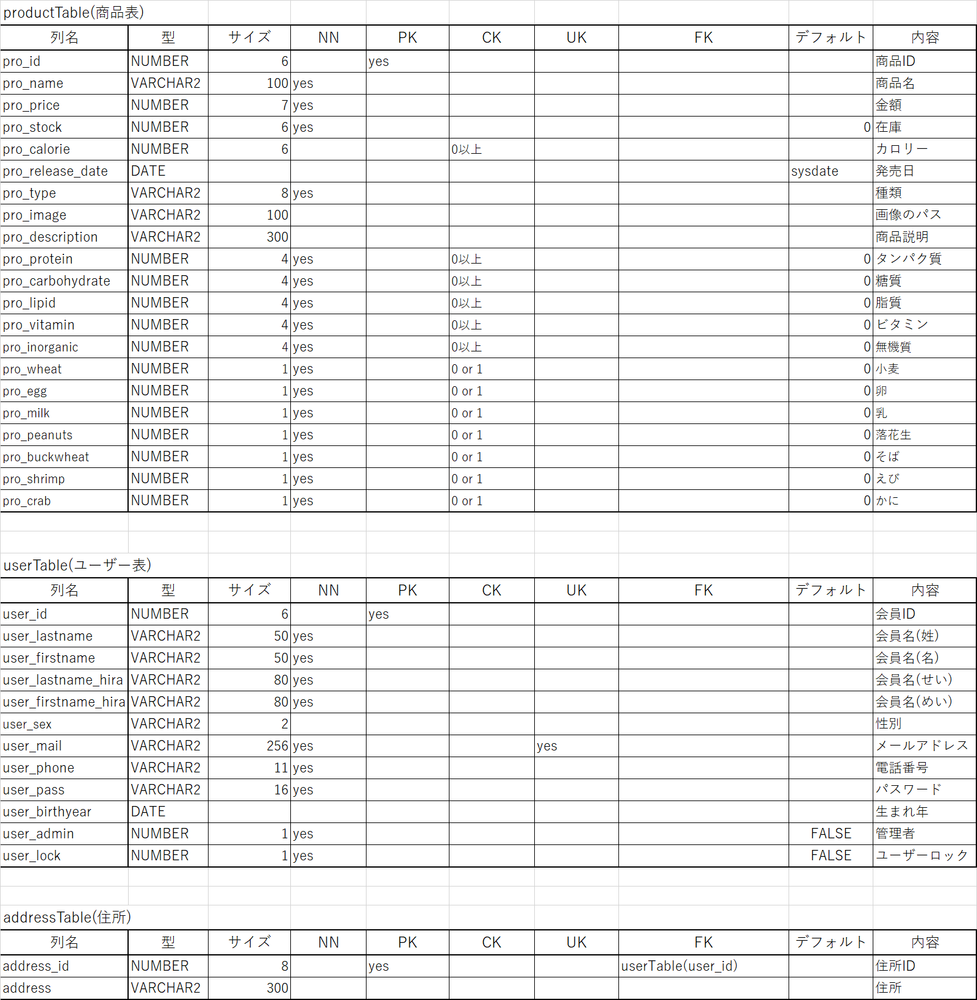 productTable(商品表)
列名 型 サイズ NN PK CK UK FK デフォルト 内容
pro_id NUMBER 6 yes 商品ID
pro_name VARCHAR2 100 yes 商品名
pro_price NUMBER 7 yes 金額
pro_stock NUMBER 6 yes 0 在庫
pro_calorie NUMBER 6 0以上 カロリー
pro_release_date DATE sysdate 発売日
pro_type VARCHAR2 8 yes 種類
pro_image VARCHAR2 100 画像のパス
pro_description VARCHAR2 300 商品説明
pro_protein NUMBER 4 yes 0以上 0 タンパク質
pro_carbohydrate NUMBER 4 yes 0以上 0 糖質
pro_lipid NUMBER 4 yes 0以上 0 脂質
pro_vitamin NUMBER 4 yes 0以上 0 ビタミン
pro_inorganic NUMBER 4 yes 0以上 0 無機質
pro_wheat NUMBER 1 yes 0 or 1 0 小麦
pro_egg NUMBER 1 yes 0 or 1 0 卵
pro_milk NUMBER 1 yes 0 or 1 0 乳
pro_peanuts NUMBER 1 yes 0 or 1 0 落花生
pro_buckwheat NUMBER 1 yes 0 or 1 0 そば
pro_shrimp NUMBER 1 yes 0 or 1 0 えび
pro_crab NUMBER 1 yes 0 or 1 0 かに
userTable(ユーザー表)
列名 型 サイズ NN PK CK UK FK デフォルト 内容
user_id NUMBER 6 yes 会員ID
user_lastname VARCHAR2 50 yes 会員名(姓)
user_firstname VARCHAR2 50 yes 会員名(名)
user_lastname_hira VARCHAR2 80 yes 会員名(せい)
user_firstname_hira VARCHAR2 80 yes 会員名(めい)
user_sex VARCHAR2 2 性別
user_mail VARCHAR2 256 yes yes メールアドレス
user_phone VARCHAR2 11 yes 電話番号
user_pass VARCHAR2 16 yes パスワード
user_birthyear DATE 生まれ年
user_admin NUMBER 1 yes FALSE 管理者
user_lock NUMBER 1 yes FALSE ユーザーロック
addressTable(住所)
列名 型 サイズ NN PK CK UK FK デフォルト 内容
address_id NUMBER 8 yes userTable(user_id) 住所ID
address VARCHAR2 300 住所